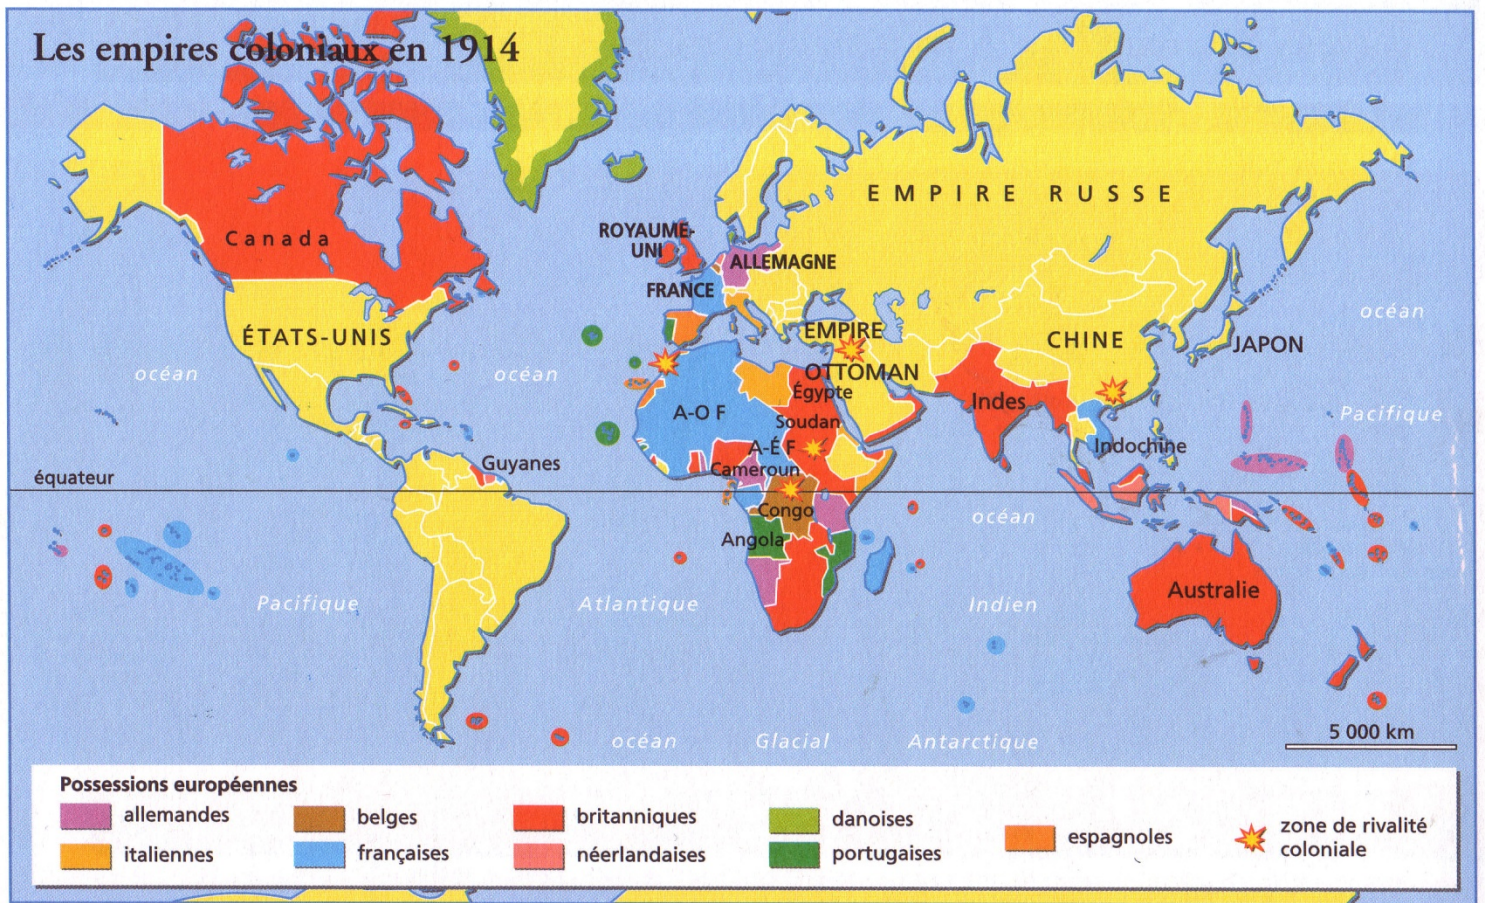 Les empires coloniaux en 1914
EMPIRE RUSSE
Canada
ROYAUME-
UNI
ALLEMAGNE
FRANCE
océan
ÉTATS-UNIS
EMPIRE
OTTOMAN
CHINE
JAPON
océan
océan
Égypte
Indes
A-O F
Soudan
Pacifique
A-É F
Indochine
Guyanes
Cameroun
équateur
Congo
océan
Angola
Pacifique
Atlantique
Indien
Australie
océan Glacial Antarctique
5 000 km
Possessions européennes
allemandes
belges
britanniques
danoises
espagnoles
zone de rivalité
coloniale
italiennes
françaises
néerlandaises
portugaises